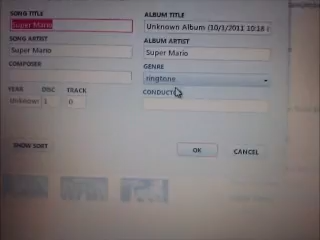 SONG TITLE
Super Mario
ALBUM TITLE
Unknown Album (10/1/2011 10:18
SONG ARTIST
Super Mario
ALBUM ARTIST
Super Mario
COMPOSER
GENRE
ringtone
YEAR DISC TRACK
Unknown 1 0
CONDUCT
SHOW SORT
OK
CANCEL